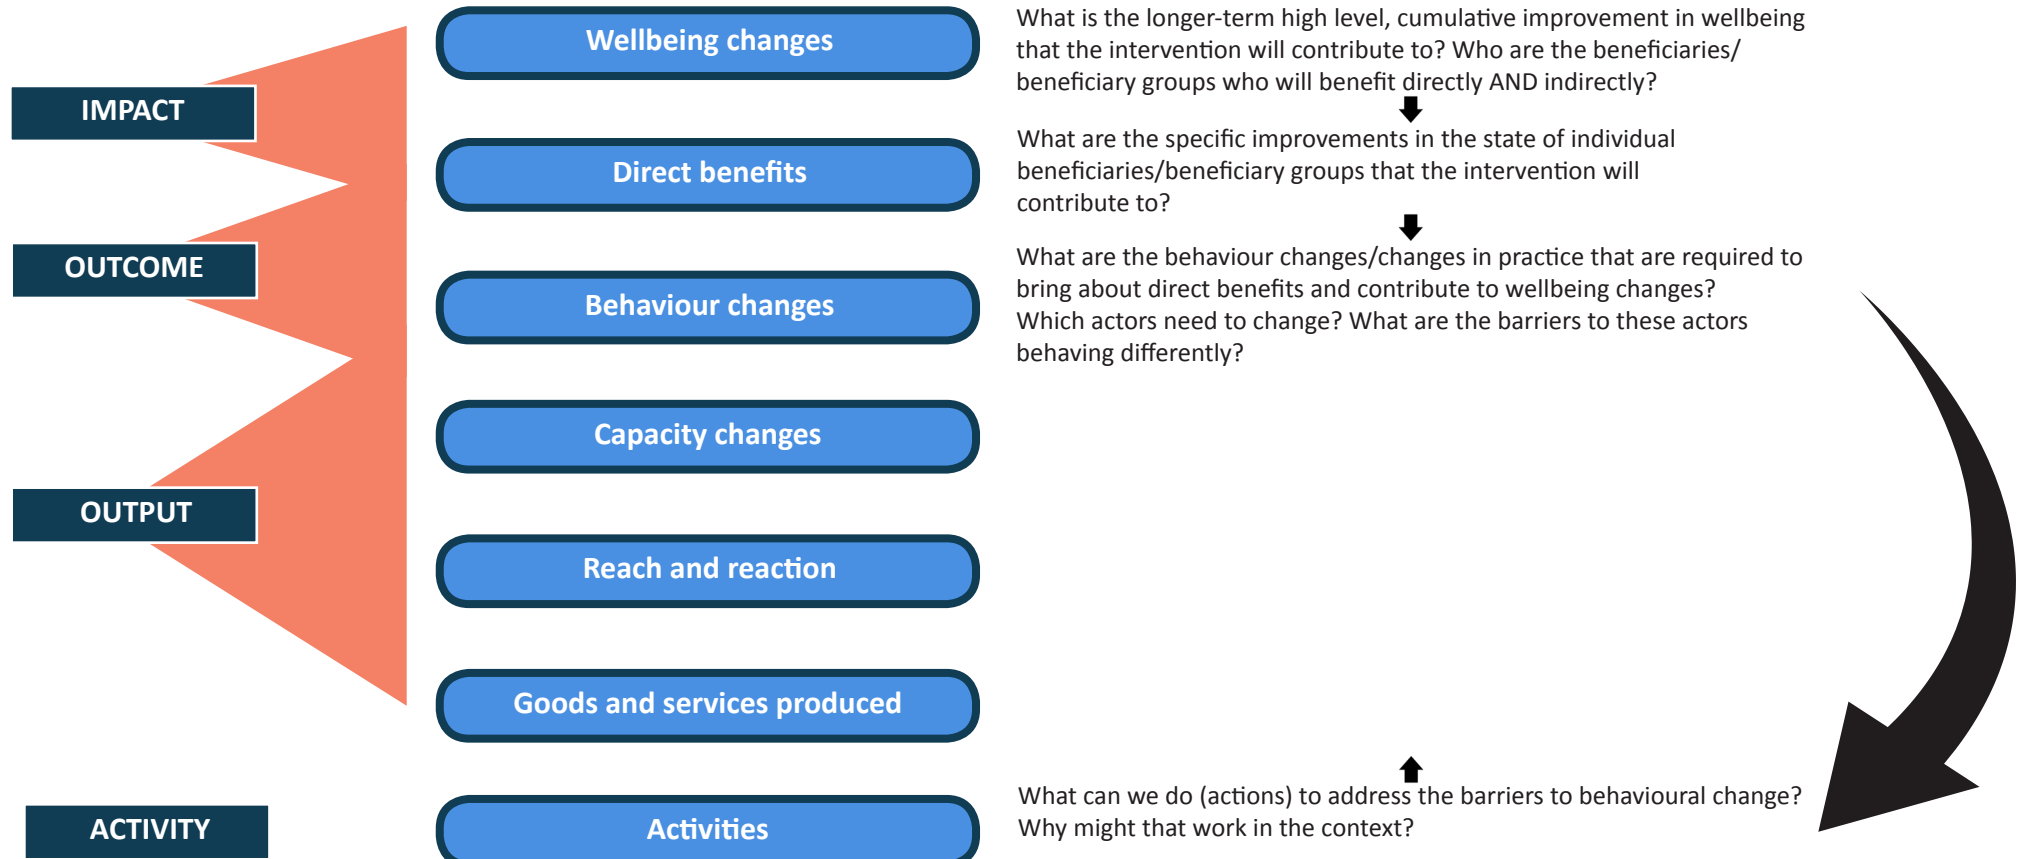 IMPACT
OUTCOME
OUTPUT
ACTIVITY
Wellbeing changes
Direct benefits
Behaviour changes
Capacity changes
Reach and reaction
Goods and services produced
Activities
What is the longer-term high level, cumulative improvement in wellbeing
that the intervention will contribute to? Who are the beneficiaries/
beneficiary groups who will benefit directly AND indirectly?
What are the specific improvements in the state of individual
beneficiaries/beneficiary groups that the intervention will
contribute to?
What are the behaviour changes/changes in practice that are required to
bring about direct benefits and contribute to wellbeing changes?
Which actors need to change? What are the barriers to these actors
behaving differently?
What can we do (actions) to address the barriers to behavioural change?
Why might that work in the context?